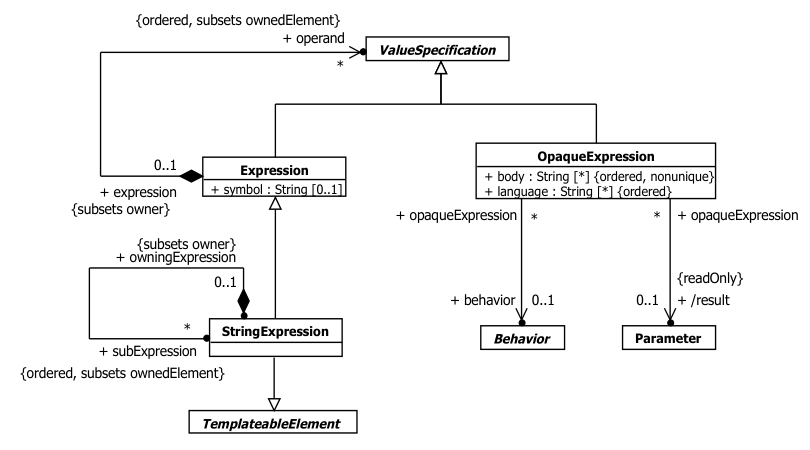 {ordered, subsets ownedElement}
+ operand
*
ValueSpecification
0..1
+ expression
{subsets owner}
Expression
+ symbol : String [0..1]
OpaqueExpression
+ body : String [*] {ordered, nonunique}
+ language : String [*] {ordered}
+ opaqueExpression
*
*
+ opaqueExpression
{subsets owner}
+ owningExpression
0..1
{readOnly}
+ behavior
0..1
0..1
+ /result
*
+ subExpression
{ordered, subsets ownedElement}
StringExpression
Behavior
Parameter
TemplateableElement